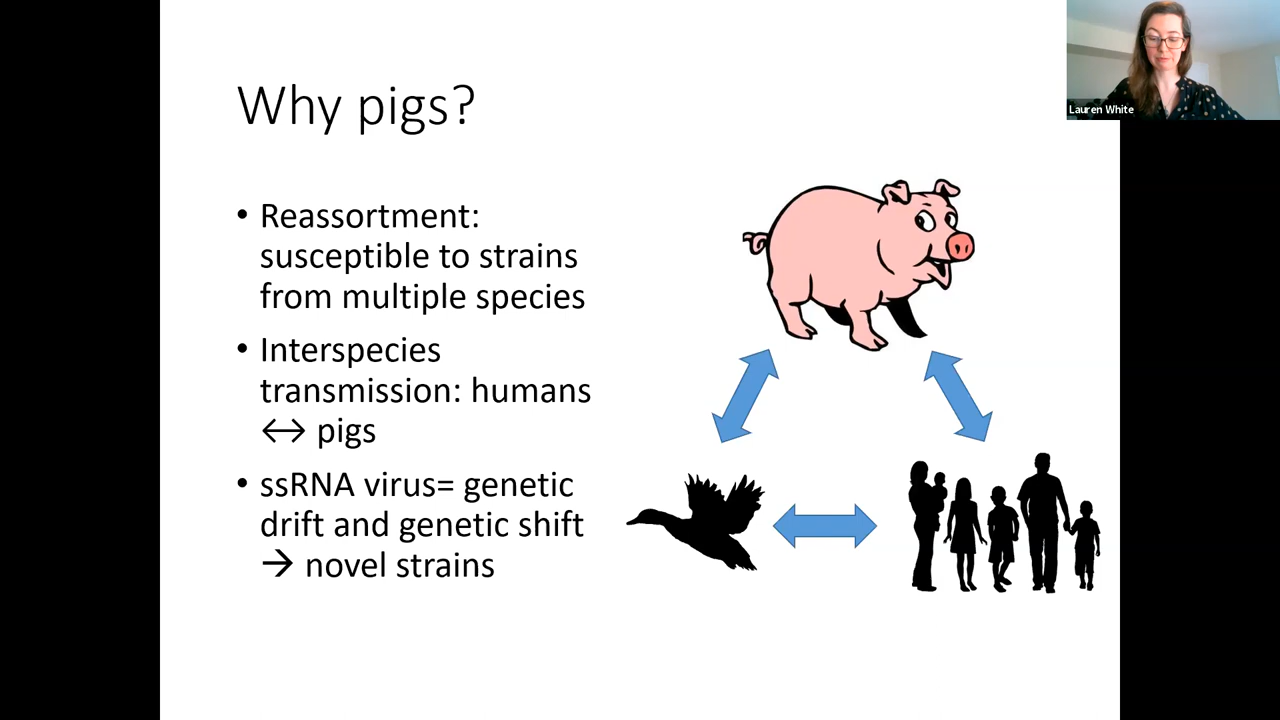 Why pigs?
• Reassortment:
susceptible to strains
from multiple species
• Interspecies
transmission: humans
↔ pigs
• ssRNA virus= genetic
drift and genetic shift
→ novel strains
Lauren White